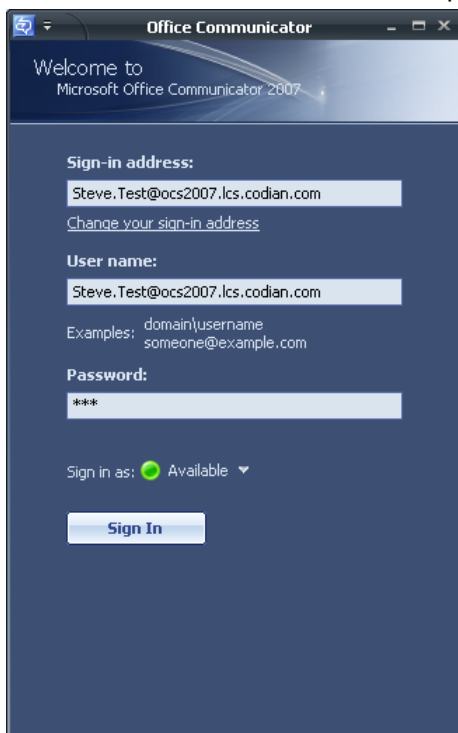 Office Communicator
Welcome to
Microsoft Office Communicator 2007
Sign-in address:
Steve.Test@ocs2007.lcs.codian.com
Change your sign-in address
User name:
Steve.Test@ocs2007.lcs.codian.com
Examples: domain\username
someone@example.com
Password:
***
Sign in as: Available
Sign In